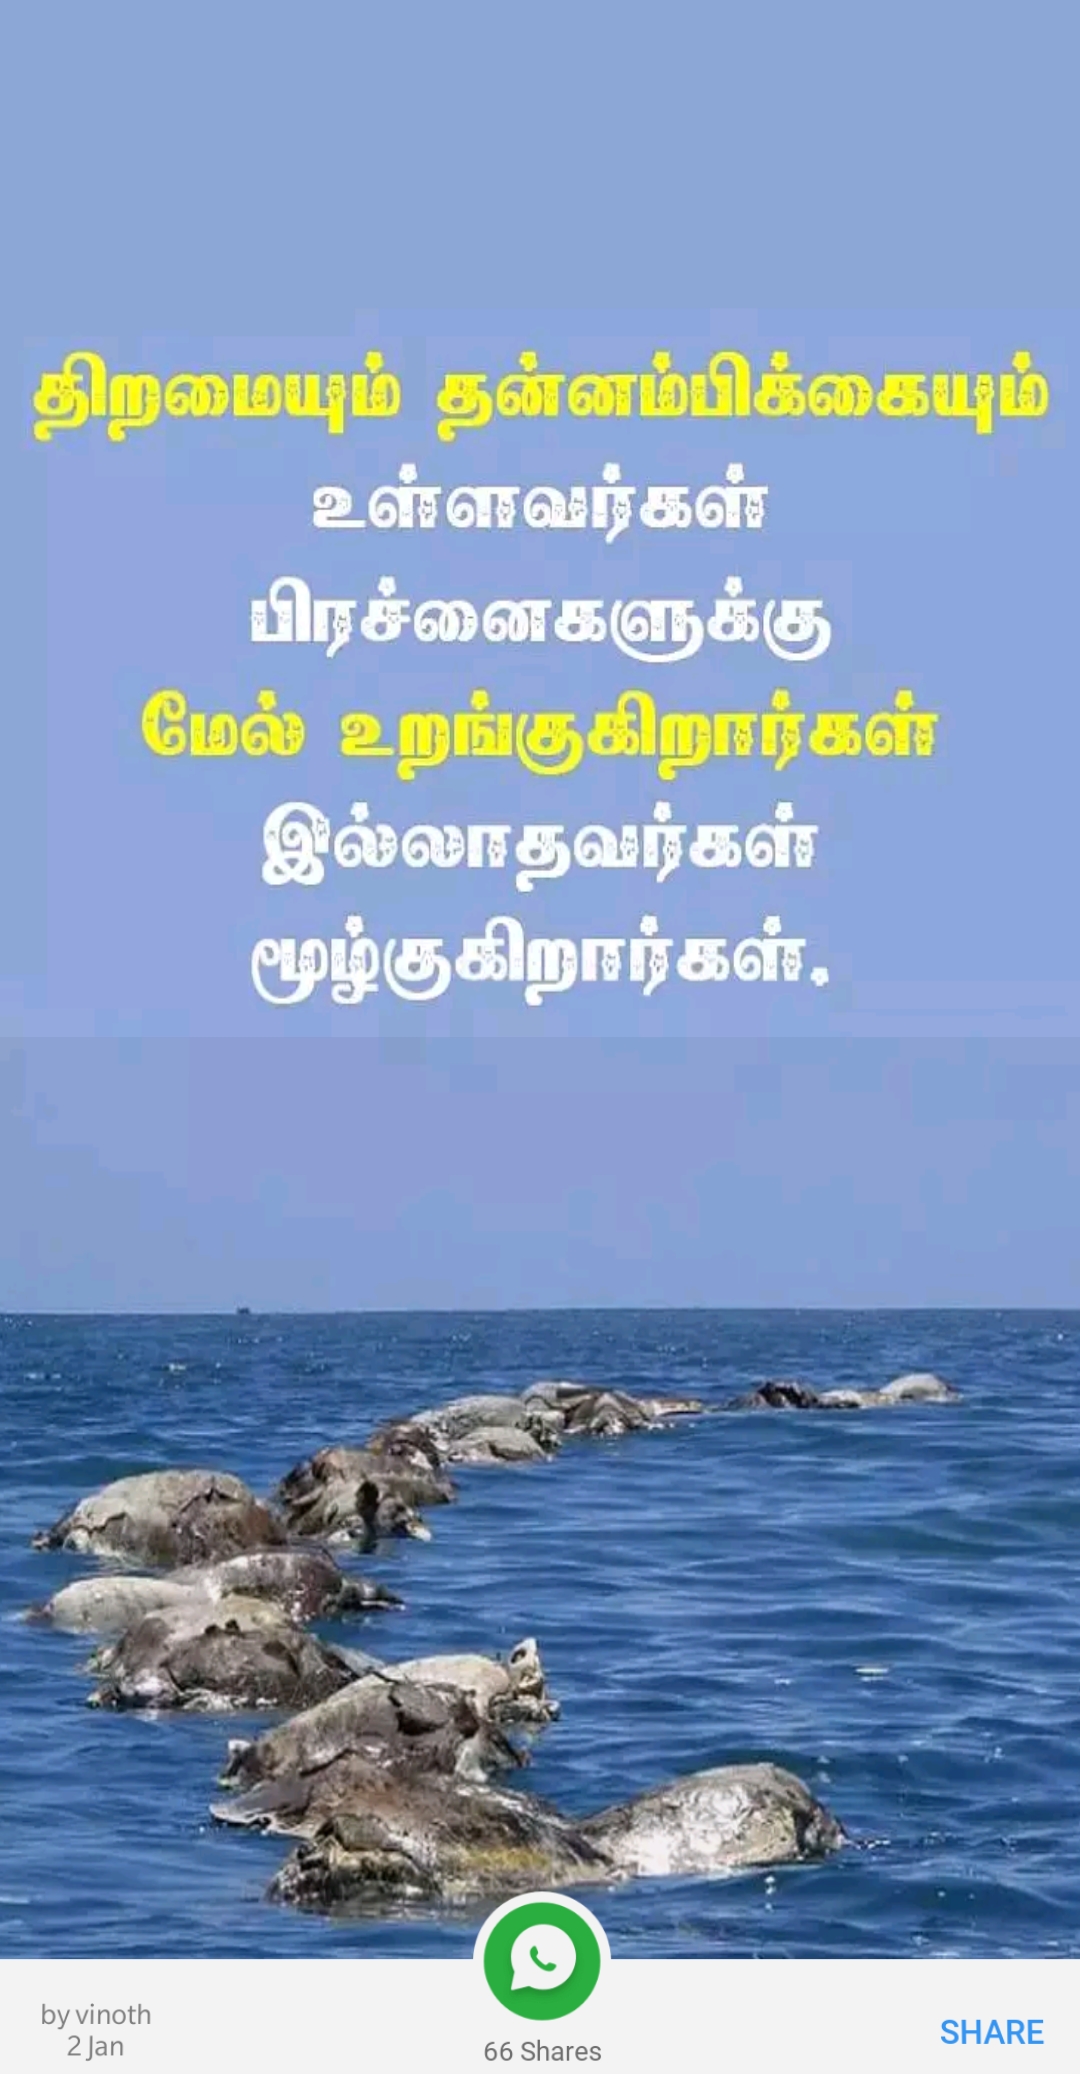 திறமையும் தன்னம்பிக்கையும்
உள்ளவர்கள்
பிரச்னைகளுக்கு
மேல் உறங்குகிறார்கள்
இல்லாதவர்கள்
மூழ்குகிறார்கள்.
by vinoth
2 Jan
66 Shares
SHARE